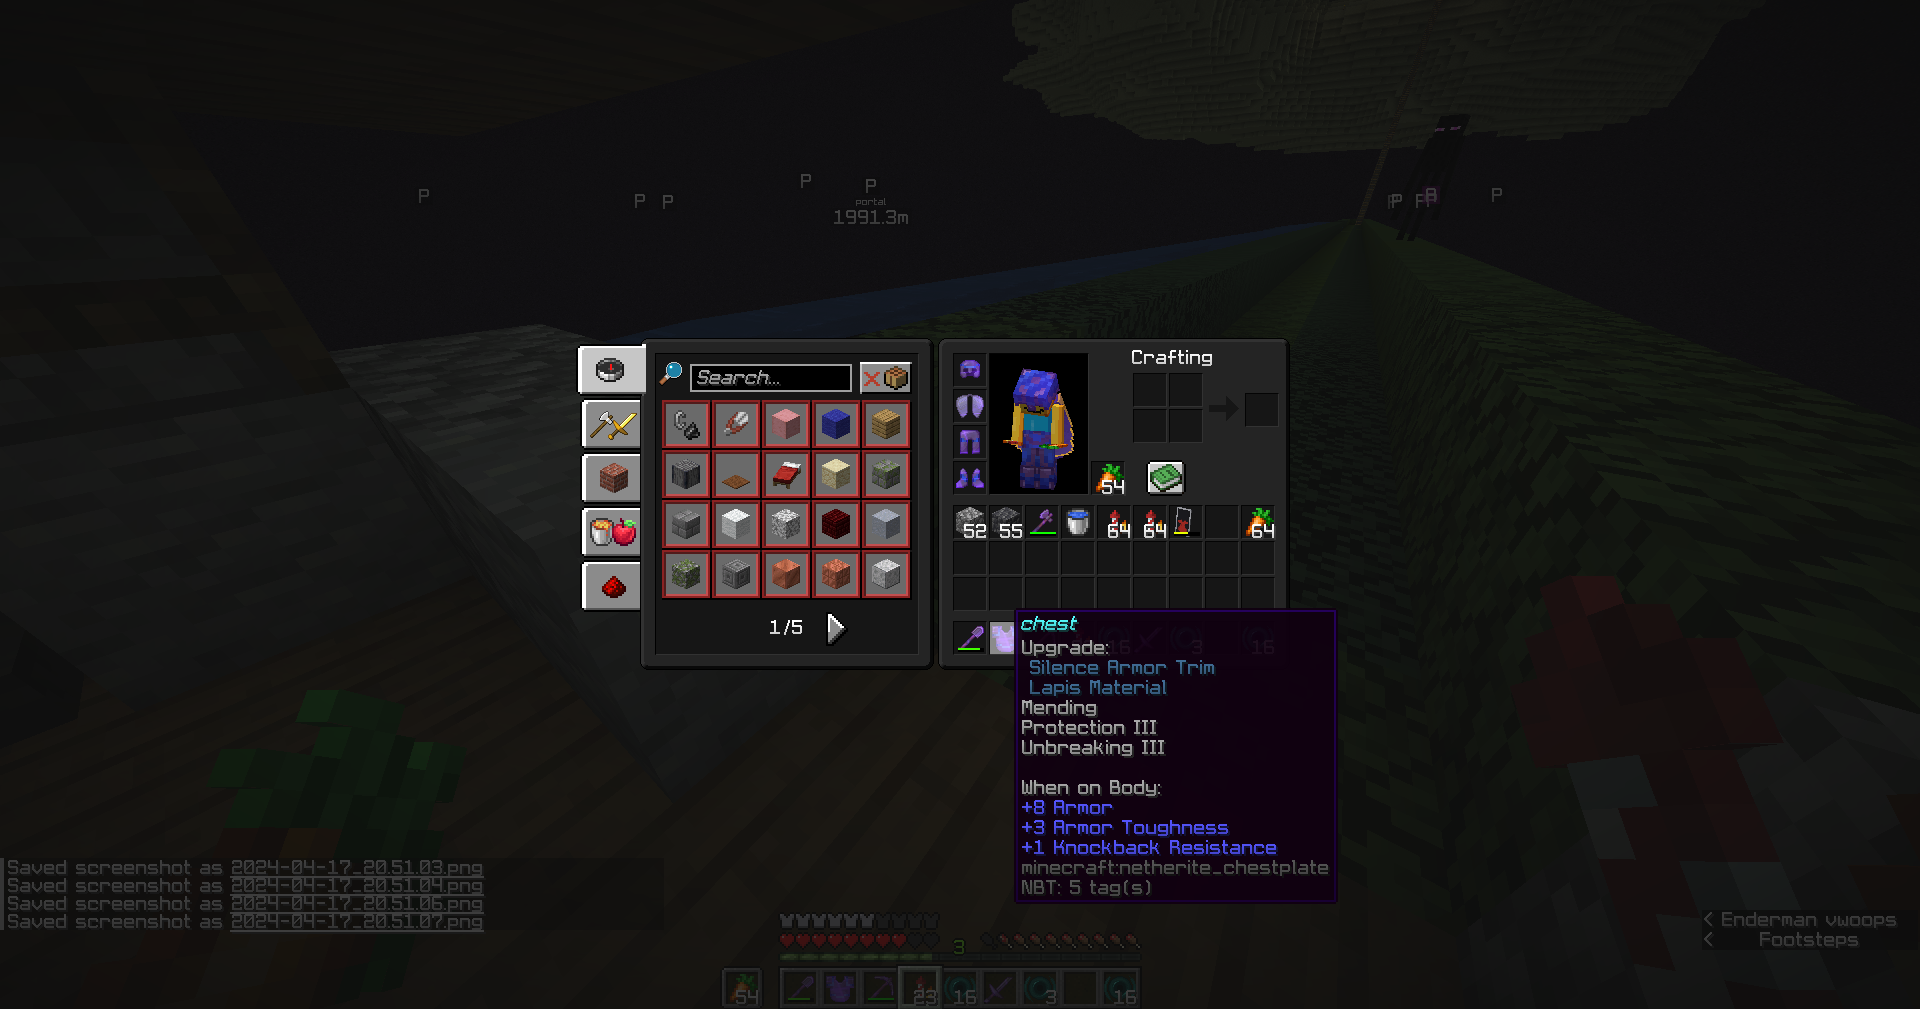 P
P
P
P
P
portal
1991.3m
P
P
Crafting
Search...
54
52
55
64
64
64
1/5
chest
Upgrade:
Silence Armor Trim
Lapis Material
Mending
Protection III
Unbreaking III
When on Body:
+8 Armor
+3 Armor Toughness
+1 Knockback Resistance
minecraft:netherite_chestplate
NBT: 5 tag(s)
16
3
16
Saved screenshot as 2024-04-17_20.51.03.png
Saved screenshot as 2024-04-17_20.51.04.png
Saved screenshot as 2024-04-17_20.51.06.png
Saved screenshot as 2024-04-17_20.51.07.png
< Enderman vwoops
< Footsteps
3
54
23
16
3
16